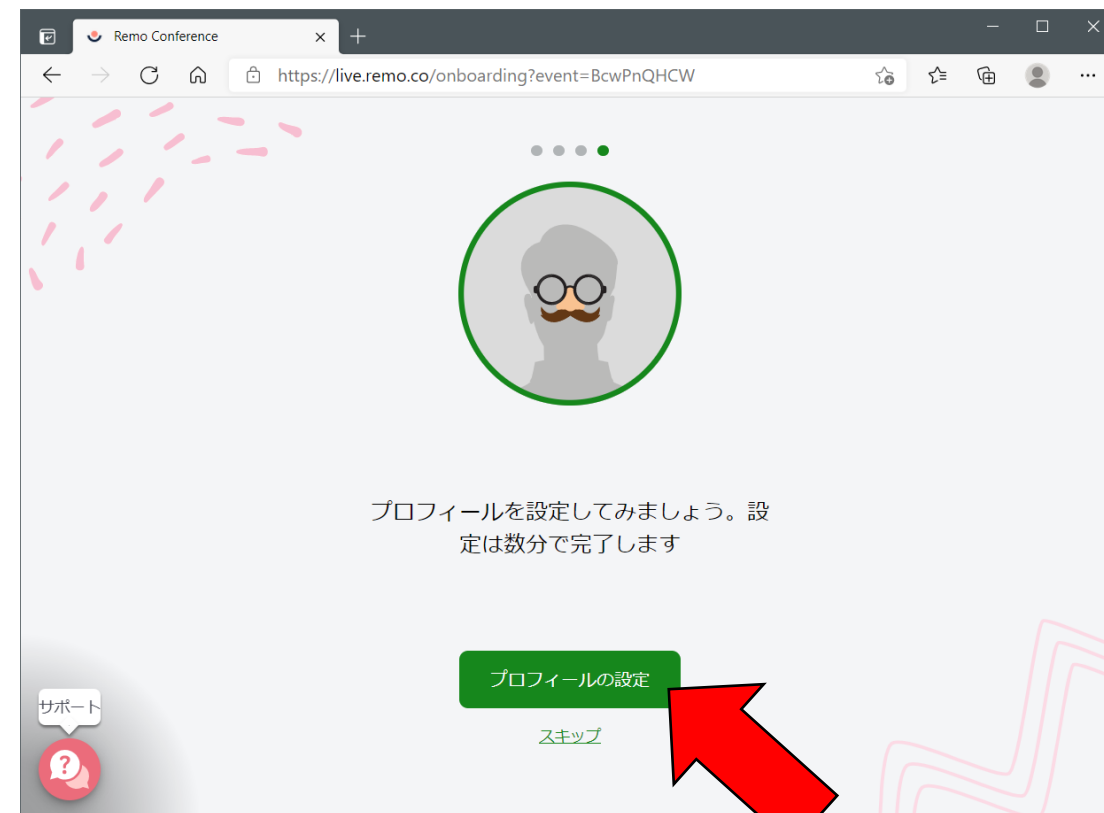 Remo Conference
https://live.remo.co/onboarding?event=BcwPnQHCW
プロフィールを設定してみましょう。設
定は数分で完了します
プロフィールの設定
スキップ
サポート
?